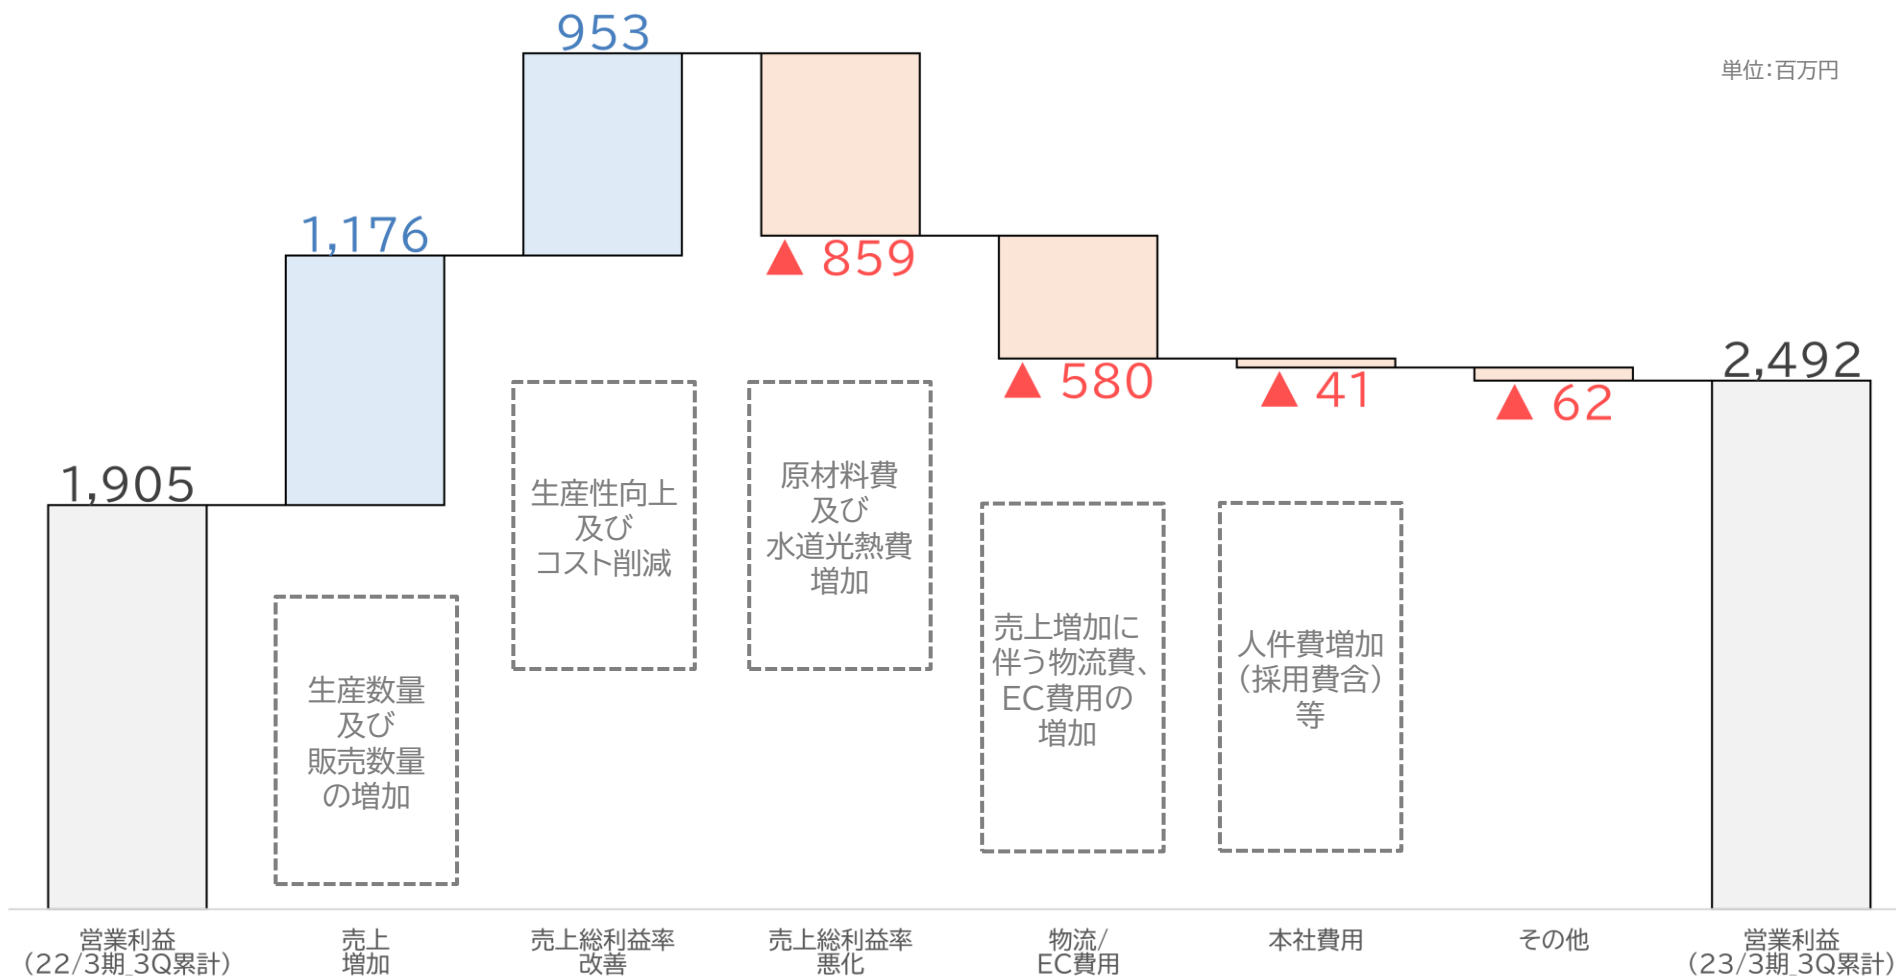 単位：百万円
953
1,176
▲ 859
▲ 580
▲ 41
▲ 62
2,492
1,905
生産数量
及び
販売数量
の増加
生産性向上
及び
コスト削減
原材料費
及び
水道光熱費
増加
売上増加に
伴う物流費、
EC費用の
増加
人件費増加
（採用費含）
等
営業利益
（22/3期_3Q累計）
売上
増加
売上総利益率
改善
売上総利益率
悪化
物流/
EC費用
本社費用
その他
営業利益
（23/3期_3Q累計）